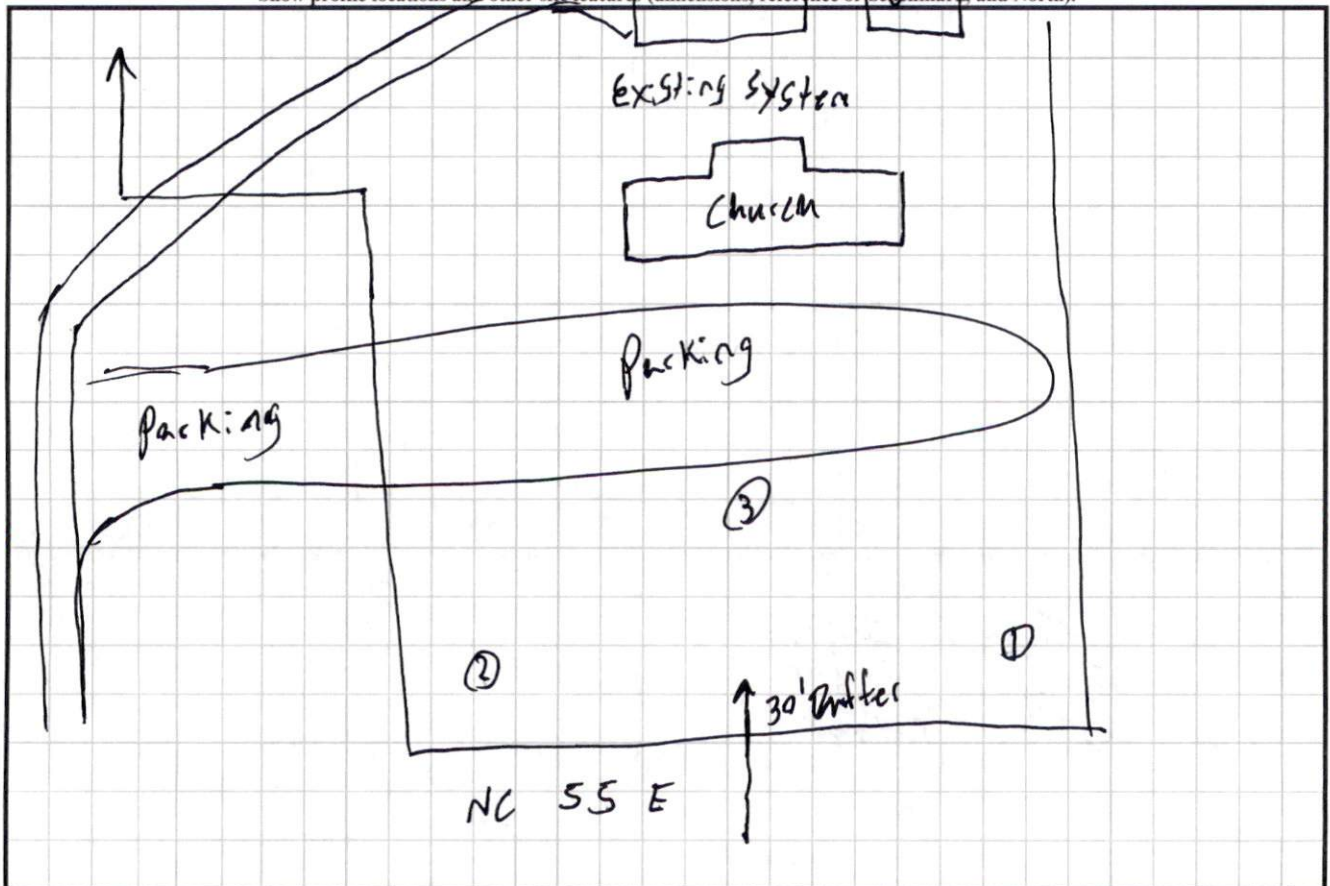 Existing System
Church
Parking
Parking
③
①
②
30'Buffer
NC 55 E